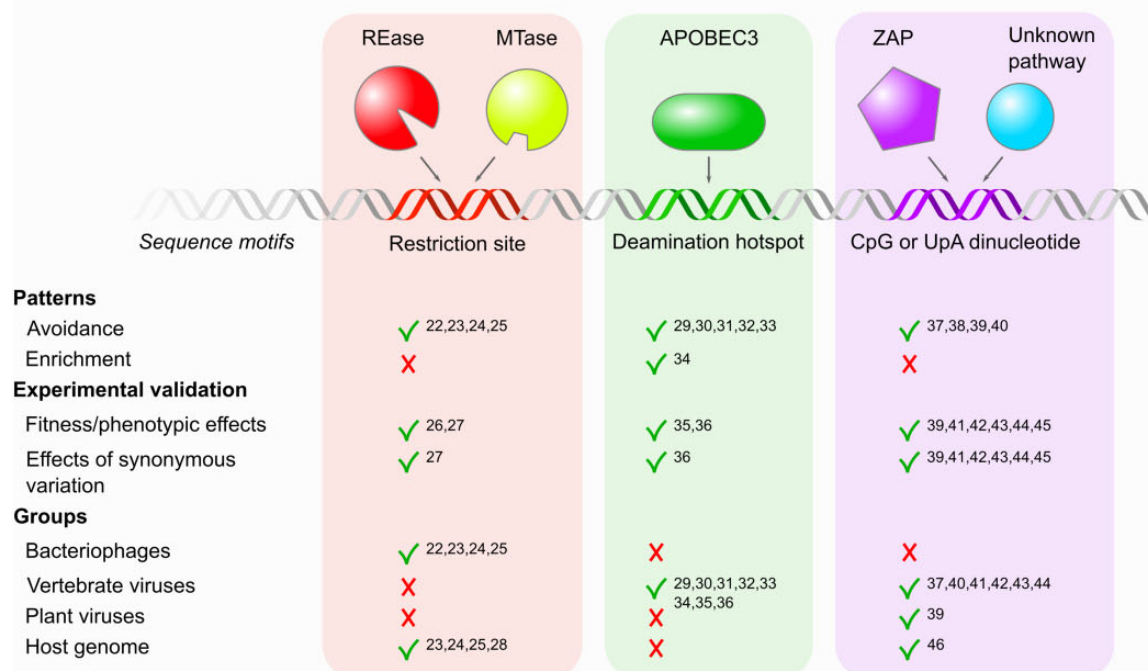 REase MTase APOBEC3 ZAP Unknown
pathway
Sequence motifs Restriction site Deamination hotspot CpG or UpA dinucleotide
Patterns
Avoidance 22,23,24,25 29,30,31,32,33 37,38,39,40
Enrichment 34
Experimental validation
Fitness/phenotypic effects 26,27 35,36 39,41,42,43,44,45
Effects of synonymous 27 36 39,41,42,43,44,45
variation
Groups
Bacteriophages 22,23,24,25
Vertebrate viruses 29,30,31,32,33 37,40,41,42,43,44
34,35,36
Plant viruses 39
Host genome 23,24,25,28 46